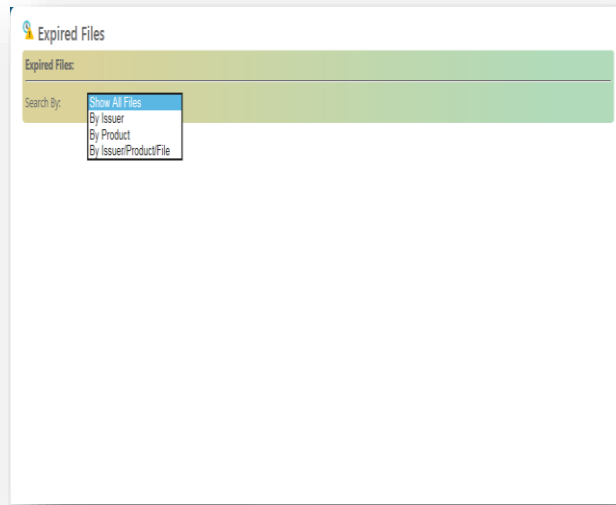 Expired Files
Expired Files:
Search By: Show All Files
By Issuer
By Product
By Issuer/Product/File